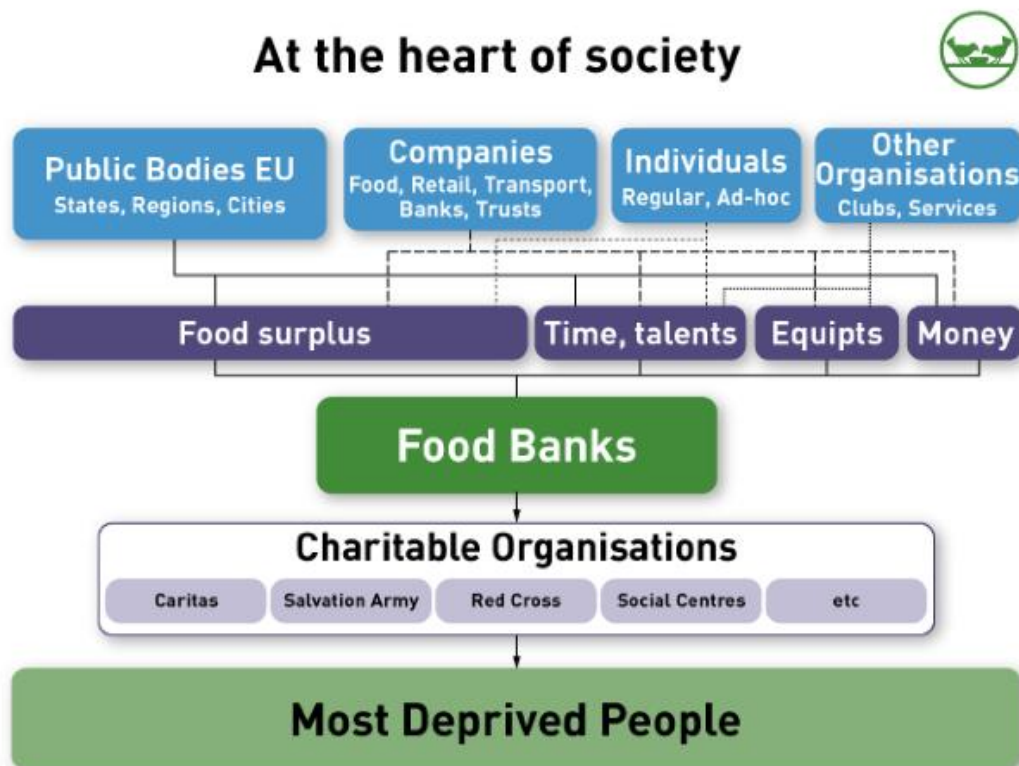 At the heart of society
Public Bodies EU
States, Regions, Cities
Companies
Food, Retail, Transport,
Banks, Trusts
Individuals
Regular, Ad-hoc
Other
Organisations
Clubs, Services
Food surplus
Time, talents
Equipts
Money
Food Banks
Charitable Organisations
Caritas
Salvation Army
Red Cross
Social Centres
etc
Most Deprived People